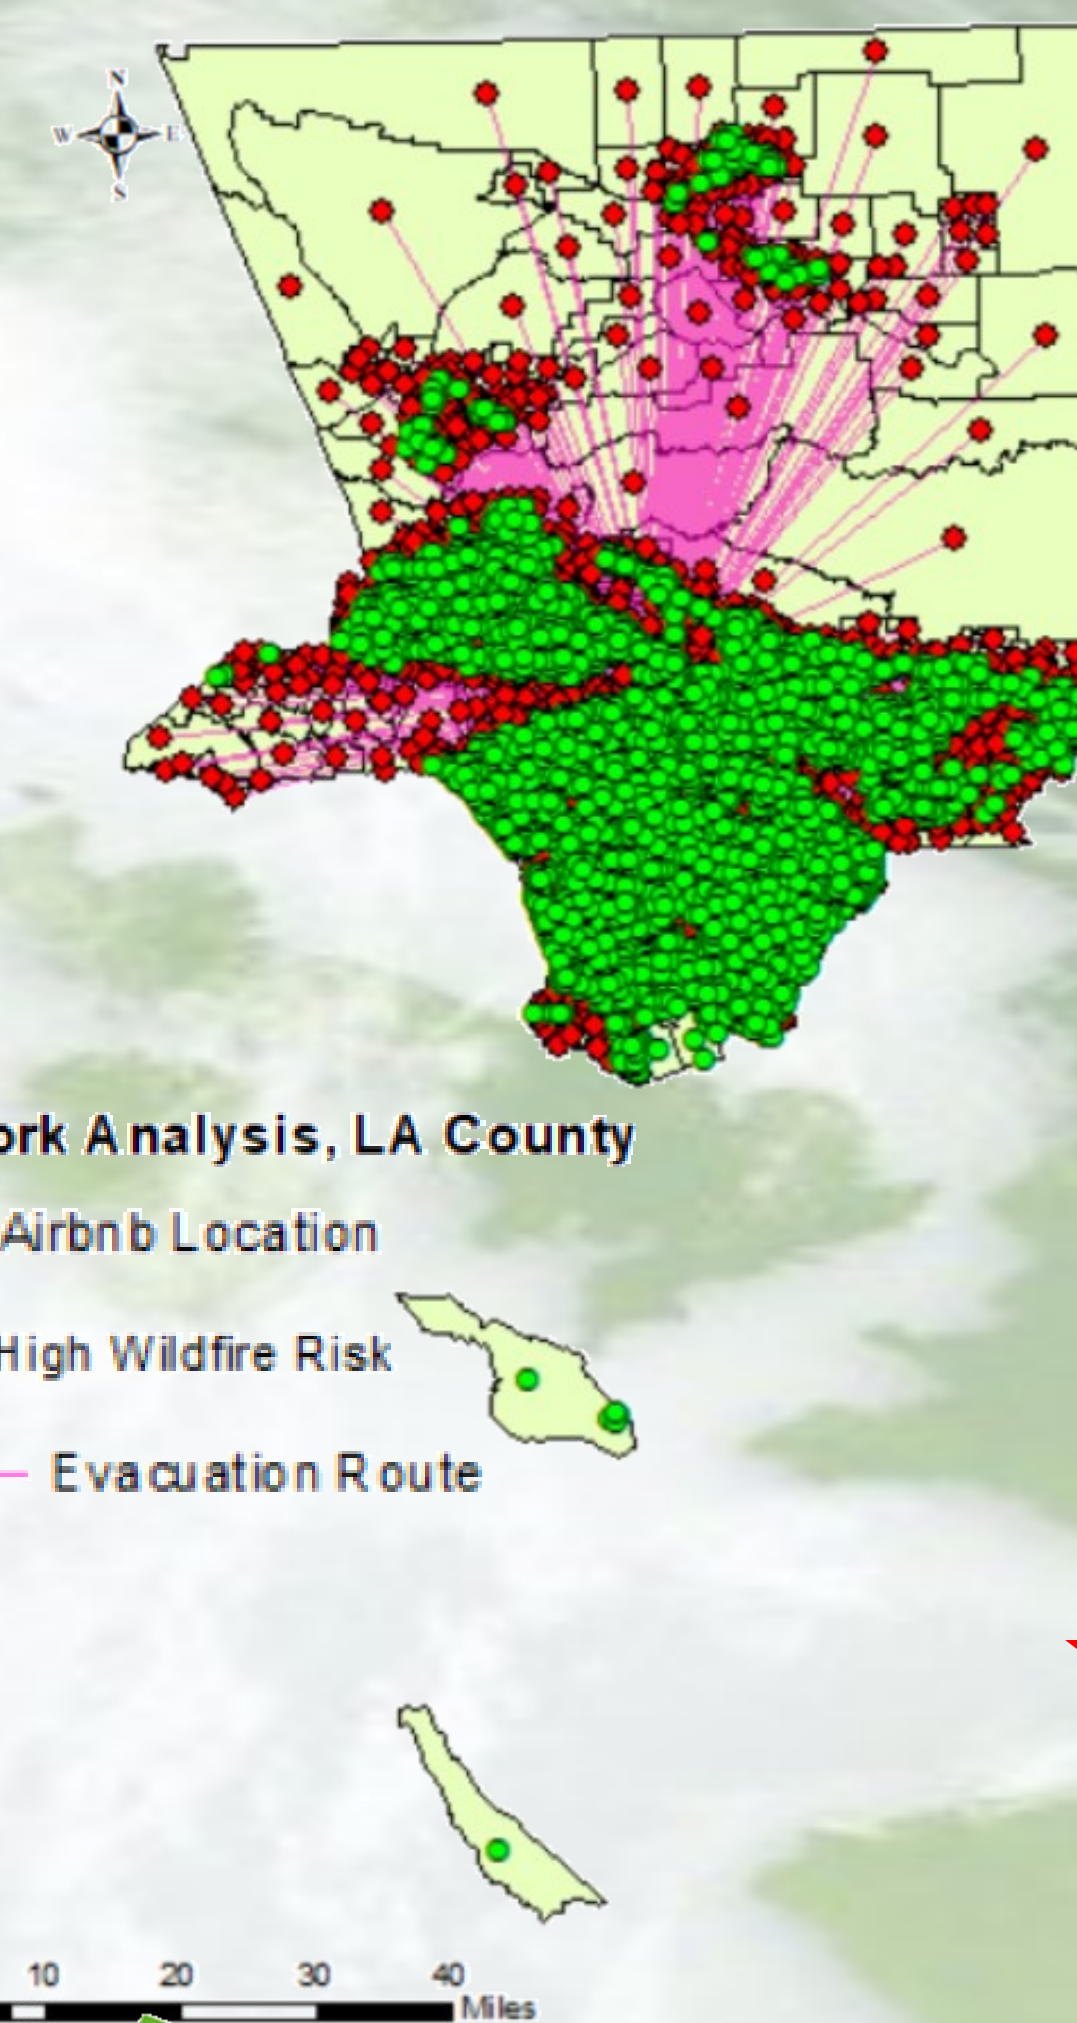 N
W E
S
ork Analysis, LA County
Airbnb Location
High Wildfire Risk
Evacuation Route
10 20 30 40
Miles